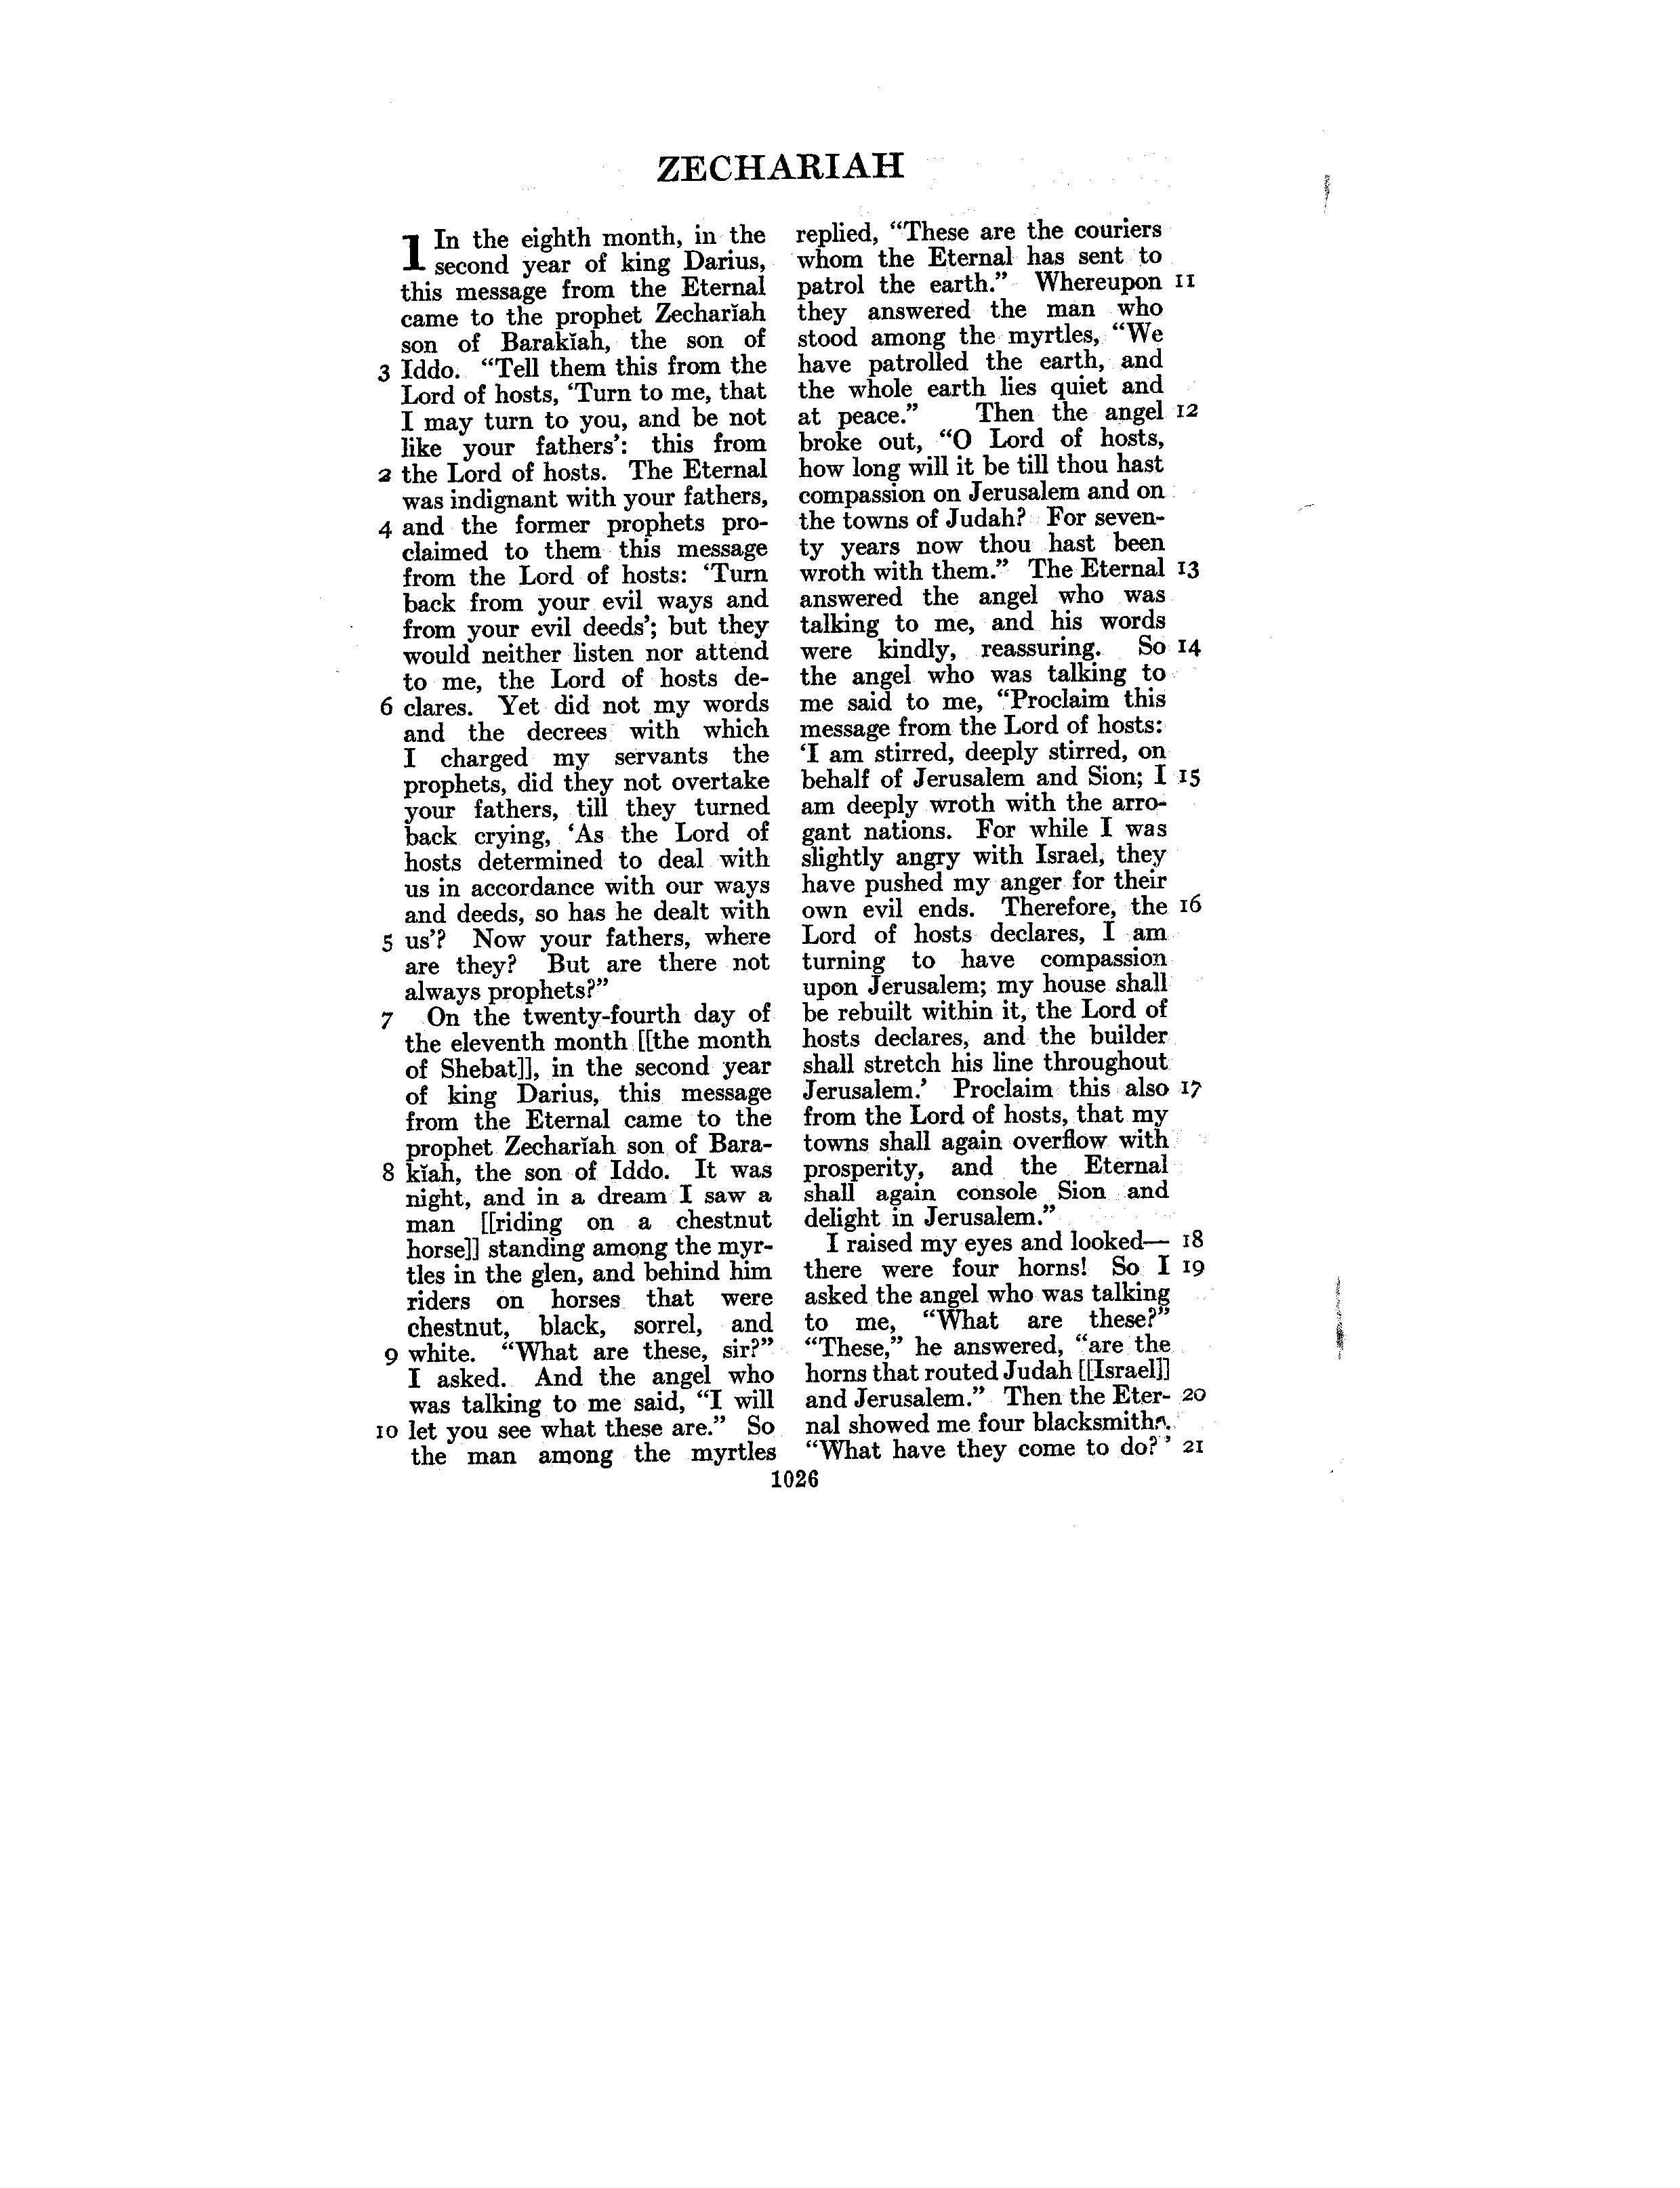 ZECHARIAH
1 In the eighth month, in the
second year of king Darius,
this message from the Eternal
came to the prophet Zecharĭah
son of Barakĭah, the son of
3 Iddo. “Tell them this from the
Lord of hosts, ‘Turn to me, that
I may turn to you, and be not
like your fathers’: this from
2 the Lord of hosts. The Eternal
was indignant with your fathers,
4 and the former prophets pro-
claimed to them this message
from the Lord of hosts: ‘Turn
back from your evil ways and
from your evil deeds’; but they
would neither listen nor attend
to me, the Lord of hosts de-
6 clares. Yet did not my words
and the decrees with which
I charged my servants the
prophets, did they not overtake
your fathers, till they turned
back crying, ‘As the Lord of
hosts determined to deal with
us in accordance with our ways
and deeds, so has he dealt with
5 us’? Now your fathers, where
are they? But are there not
always prophets?”
7 On the twenty-fourth day of
the eleventh month [[the month
of Shebat]], in the second year
of king Darius, this message
from the Eternal came to the
prophet Zecharĭah son of Bara-
8 kĭah, the son of Iddo. It was
night, and in a dream I saw a
man [[riding on a chestnut
horse]] standing among the myr-
tles in the glen, and behind him
riders on horses that were
chestnut, black, sorrel, and
9 white. “What are these, sir?”
I asked. And the angel who
was talking to me said, “I will
10 let you see what these are.” So
the man among the myrtles
replied, “These are the couriers
whom the Eternal has sent to
patrol the earth.” Whereupon 11
they answered the man who
stood among the myrtles, “We
have patrolled the earth, and
the whole earth lies quiet and
at peace.” Then the angel 12
broke out, “O Lord of hosts,
how long will it be till thou hast
compassion on Jerusalem and on
the towns of Judah? For seven-
ty years now thou hast been
wroth with them.” The Eternal 13
answered the angel who was
talking to me, and his words
were kindly, reassuring. So 14
the angel who was talking to
me said to me, “Proclaim this
message from the Lord of hosts:
‘I am stirred, deeply stirred, on
behalf of Jerusalem and Sion; I 15
am deeply wroth with the arro-
gant nations. For while I was
slightly angry with Israel, they
have pushed my anger for their
own evil ends. Therefore, the 16
Lord of hosts declares, I am
turning to have compassion
upon Jerusalem; my house shall
be rebuilt within it, the Lord of
hosts declares, and the builder
shall stretch his line throughout
Jerusalem.’ Proclaim this also 17
from the Lord of hosts, that my
towns shall again overflow with
prosperity, and the Eternal
shall again console Sion and
delight in Jerusalem.”
I raised my eyes and looked— 18
there were four horns! So I 19
asked the angel who was talking
to me, “What are these?”
“These,” he answered, “are the
horns that routed Judah [[Israel]]
and Jerusalem.” Then the Eter- 20
nal showed me four blacksmiths.
“What have they come to do?’ 21
1026